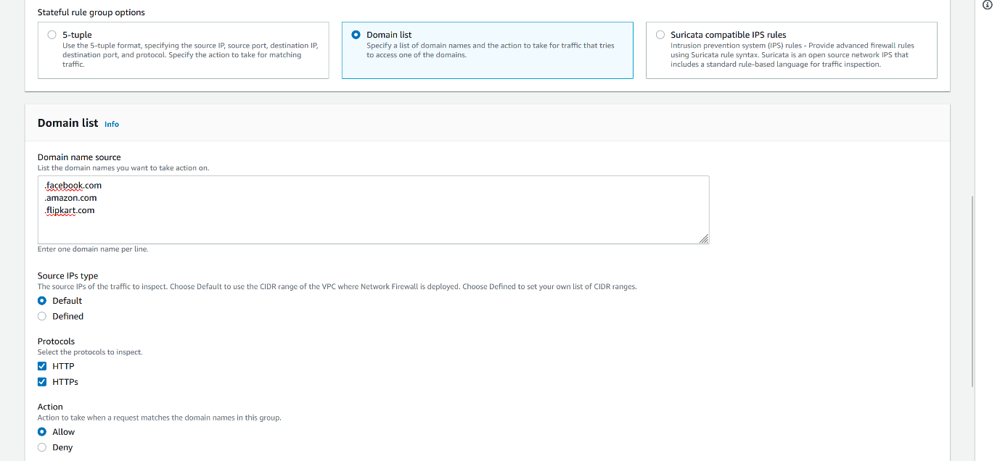 Stateful rule group options
5-tuple
Use the 5-tuple format, specifying the source IP, source port, destination IP,
destination port, and protocol. Specify the action to take for matching
traffic.
Domain list
Specify a list of domain names and the action to take for traffic that tries
to access one of the domains.
Suricata compatible IPS rules
Intrusion prevention system (IPS) rules - Provide advanced firewall rules
using Suricata rule syntax. Suricata is an open source network IPS that
includes a standard rule-based language for traffic inspection.
Domain list Info
Domain name source
List the domain names you want to take action on.
.facebook.com
.amazon.com
.flipkart.com
Enter one domain name per line.
Source IPs type
The source IPs of the traffic to inspect. Choose Default to use the CIDR range of the VPC where Network Firewall is deployed. Choose Defined to set your own list of CIDR ranges.
Default
Defined
Protocols
Select the protocols to inspect.
HTTP
HTTPs
Action
Action to take when a request matches the domain names in this group.
Allow
Deny